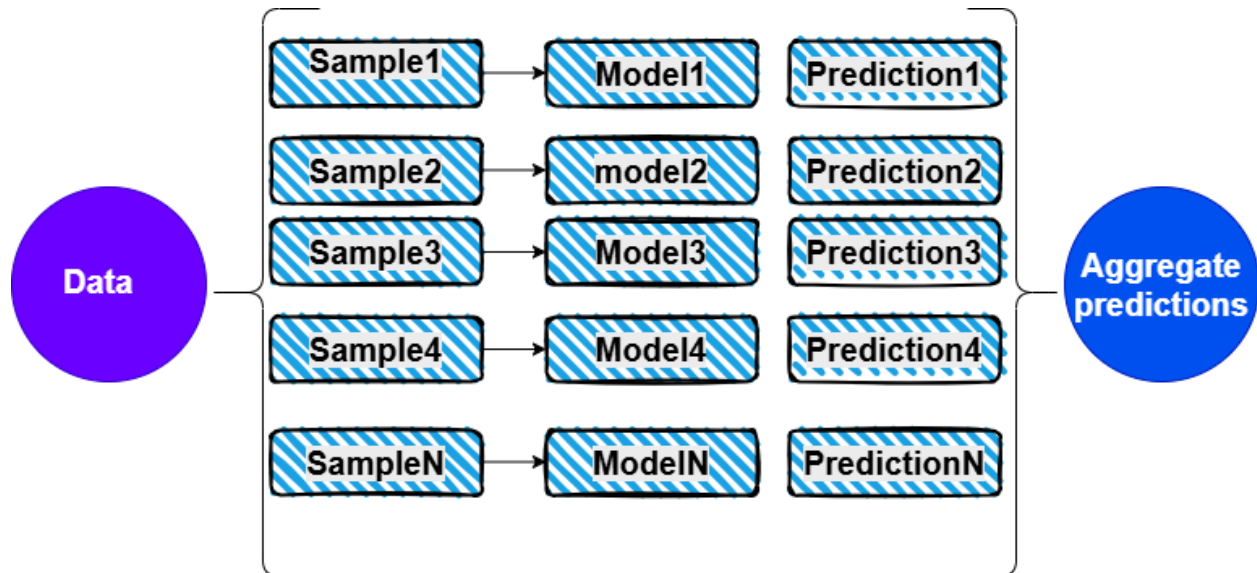 Sample1
Model1
Prediction1
Sample2
model2
Prediction2
Sample3
Model3
Prediction3
Data
Aggregate
predictions
Sample4
Model4
Prediction4
SampleN
ModelN
PredictionN